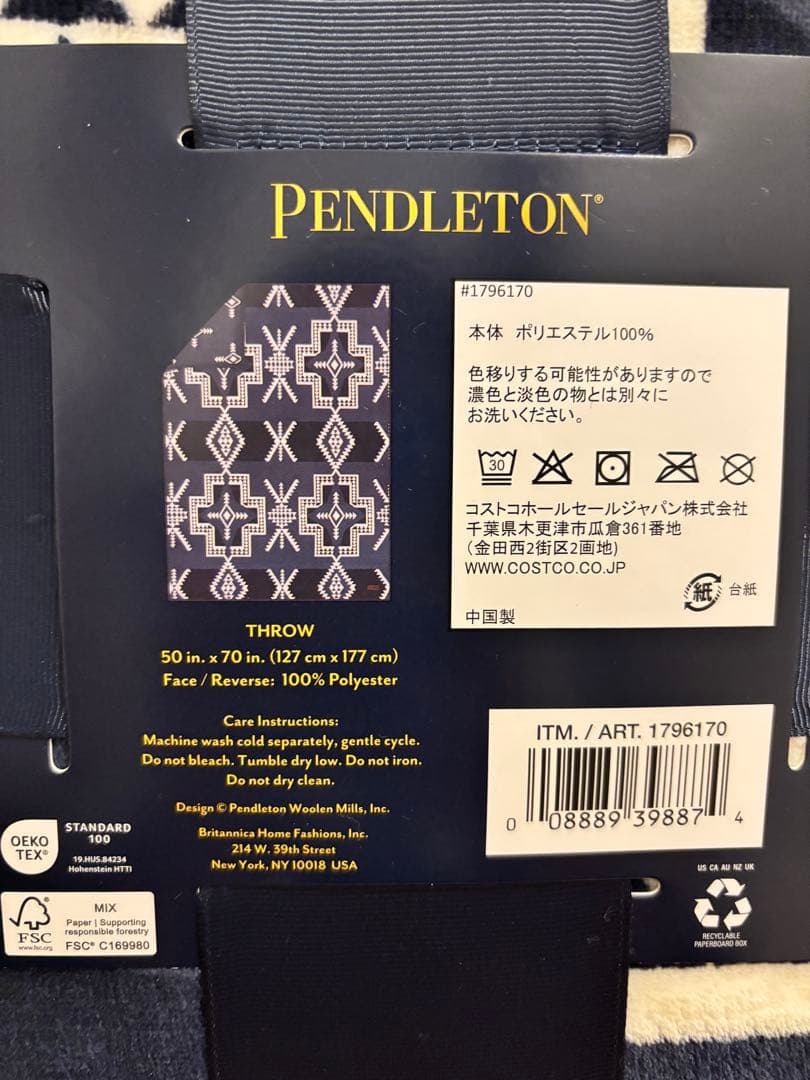 PENDLETON®
#1796170
本体 ポリエステル100%
色移りする可能性がありますので
濃色と淡色の物とは別々に
お洗いください。
30
コストコホールセールジャパン株式会社
千葉県木更津市瓜倉361番地
(金田西2街区2画地)
WWW.COSTCO.CO.JP
紙 台紙
中国製
THROW
50 in. x 70 in. (127 cm x 177 cm)
Face / Reverse: 100% Polyester
Care Instructions:
Machine wash cold separately, gentle cycle.
Do not bleach. Tumble dry low. Do not iron.
Do not dry clean.
Design © Pendleton Woolen Mills, Inc.
Britannica Home Fashions, Inc.
214 W. 39th Street
New York, NY 10018 USA
ITM. / ART. 1796170
0 08889 39887 4
OEKO
TEX®
STANDARD
100
19.HUS.84234
Hohenstein HTTI
FSC
www.fsc.org
MIX
Paper | Supporting
responsible forestry
FSC® C169980
US CA AU NZ UK
RECYCLABLE
PAPERBOARD BOX